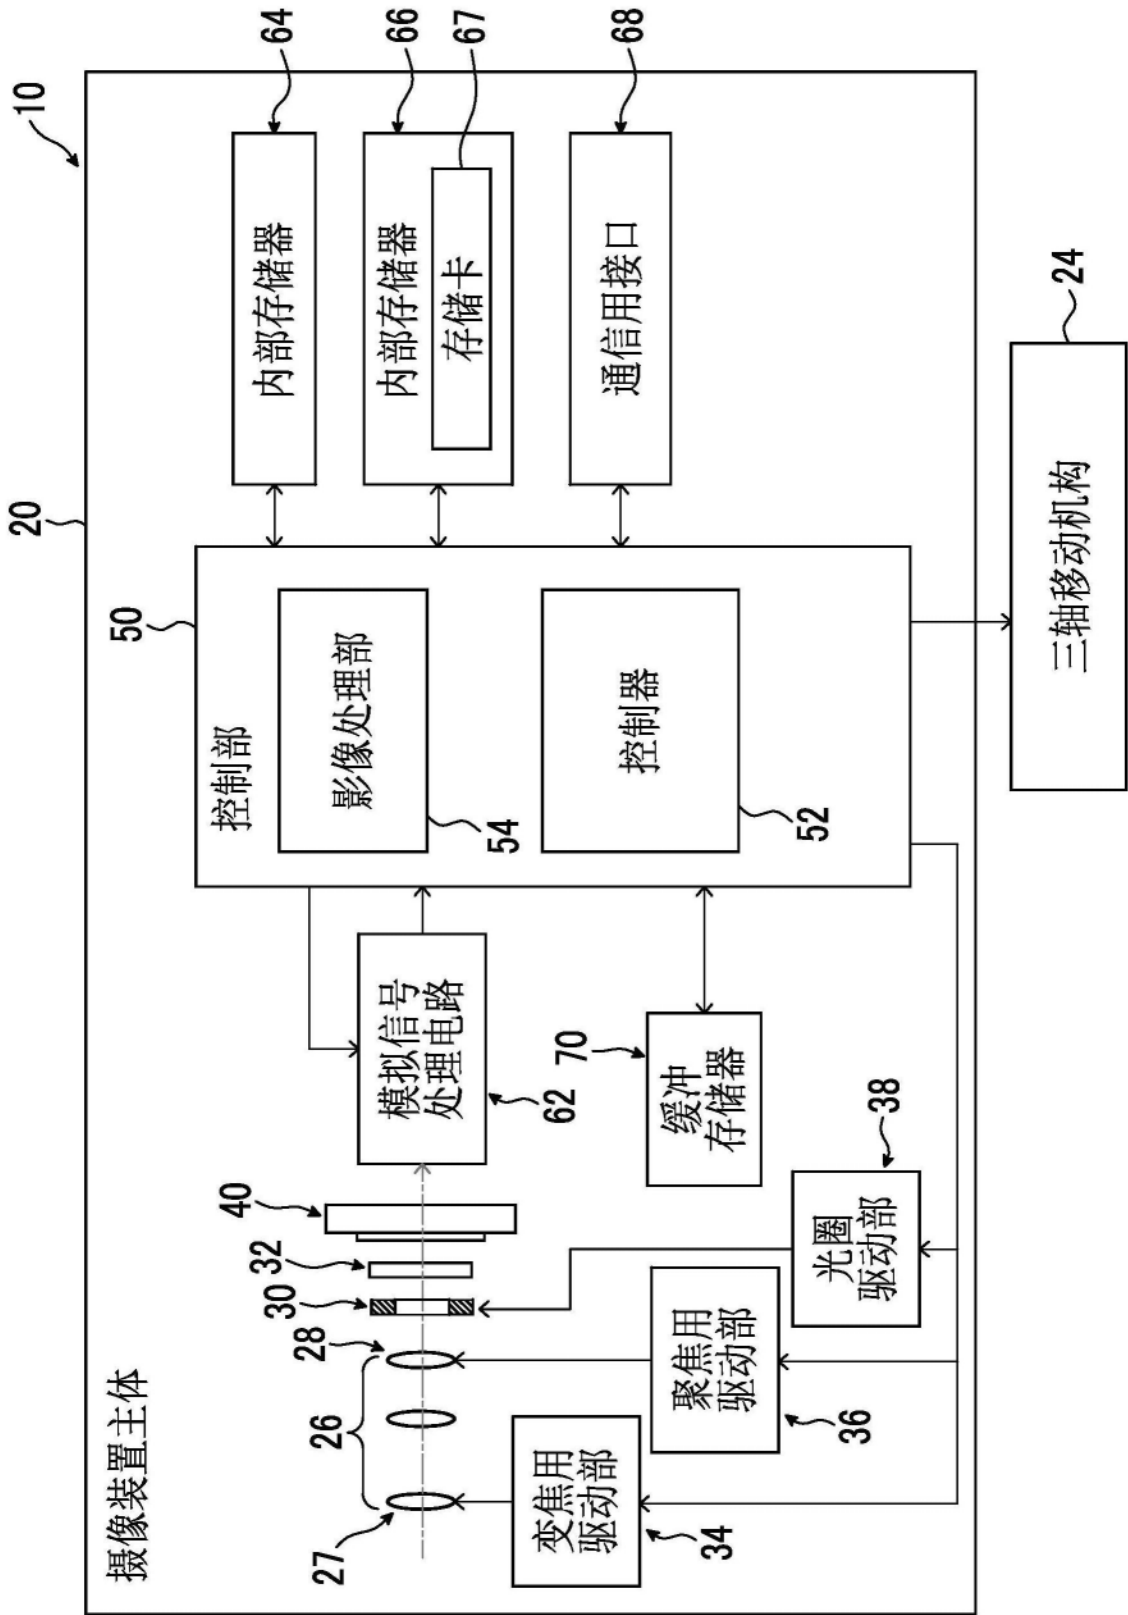 10
20
摄像装置主体
26
27
28
30
32
40
模拟信号
处理电路
62
控制部
50
影像处理部
54
控制器
52
内部存储器
64
内部存储器
66
存储卡
67
通信用接口
68
缓冲
存储器
70
变焦用
驱动部
34
聚焦用
驱动部
36
光圈
驱动部
38
三轴移动机构
24